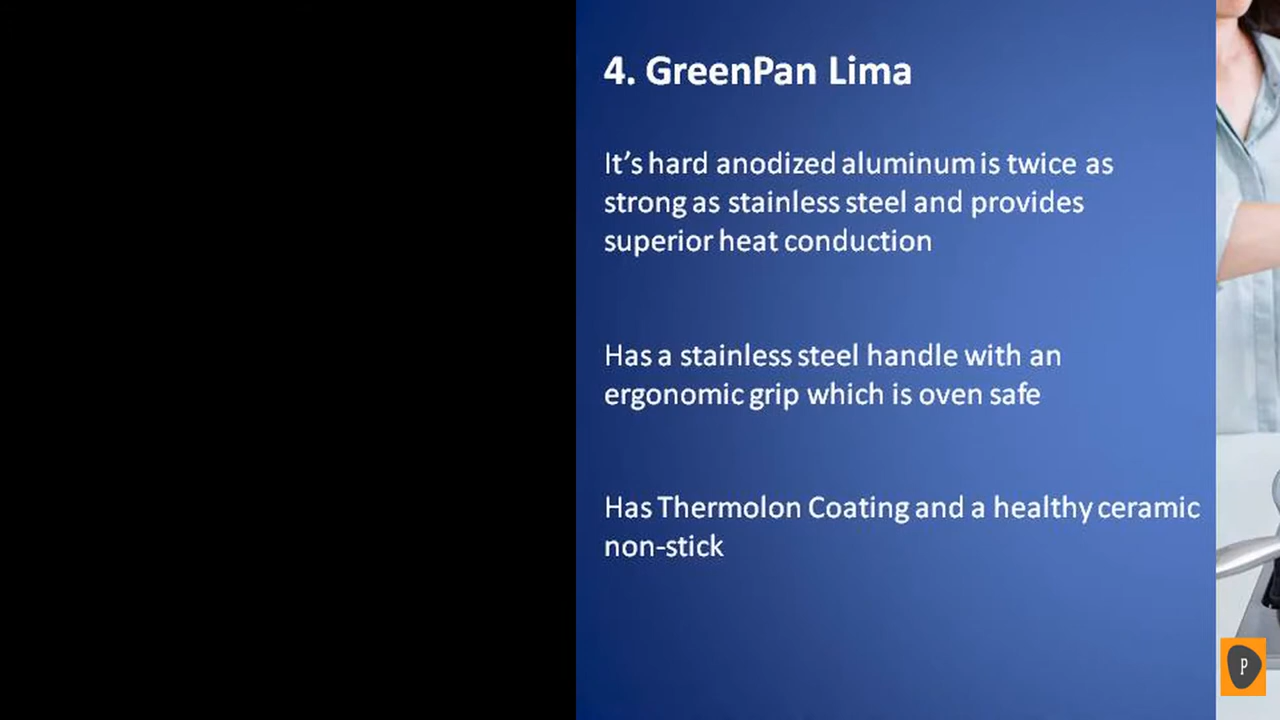 4. GreenPan Lima
It’s hard anodized aluminum is twice as
strong as stainless steel and provides
superior heat conduction
Has a stainless steel handle with an
ergonomic grip which is oven safe
Has Thermolon Coating and a healthy ceramic
non-stick
P